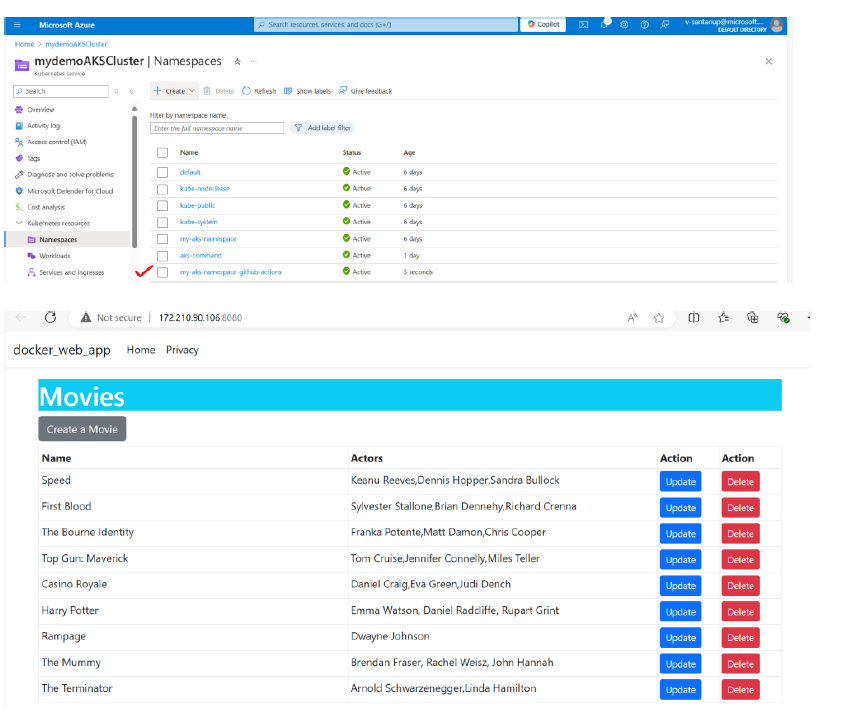 Microsoft Azure
Search resources, services, and docs (G+/)
Copilot
v-santanup@microsoft....
DEFAULT DIRECTORY
Home > mydemoAKSCluster
mydemoAKSCluster | Namespaces
Kubernetes service
Search
Create
Delete
Refresh
Show labels
Give feedback
Overview
Activity log
Access control (IAM)
Tags
Diagnose and solve problems
Microsoft Defender for Cloud
Cost analysis
Kubernetes resources
Namespaces
Workloads
Services and ingresses
Filter by namespace name
Enter the full namespace name
Add label filter
Name Status Age
default Active 6 days
kube-node-lease Active 6 days
kube-public Active 6 days
kube-system Active 6 days
my-aks-namespace Active 6 days
aks-command Active 1 day
my-aks-namespace-github-actions Active 5 seconds
Not secure | 172.210.90.106:8080
docker_web_app Home Privacy
Movies
Create a Movie
Name Actors Action Action
Speed Keanu Reeves,Dennis Hopper,Sandra Bullock Update Delete
First Blood Sylvester Stallone,Brian Dennehy,Richard Crenna Update Delete
The Bourne Identity Franka Potente,Matt Damon,Chris Cooper Update Delete
Top Gun: Maverick Tom Cruise,Jennifer Connelly,Miles Teller Update Delete
Casino Royale Daniel Craig,Eva Green,Judi Dench Update Delete
Harry Potter Emma Watson, Daniel Radcliffe, Rupart Grint Update Delete
Rampage Dwayne Johnson Update Delete
The Mummy Brendan Fraser, Rachel Weisz, John Hannah Update Delete
The Terminator Arnold Schwarzenegger,Linda Hamilton Update Delete